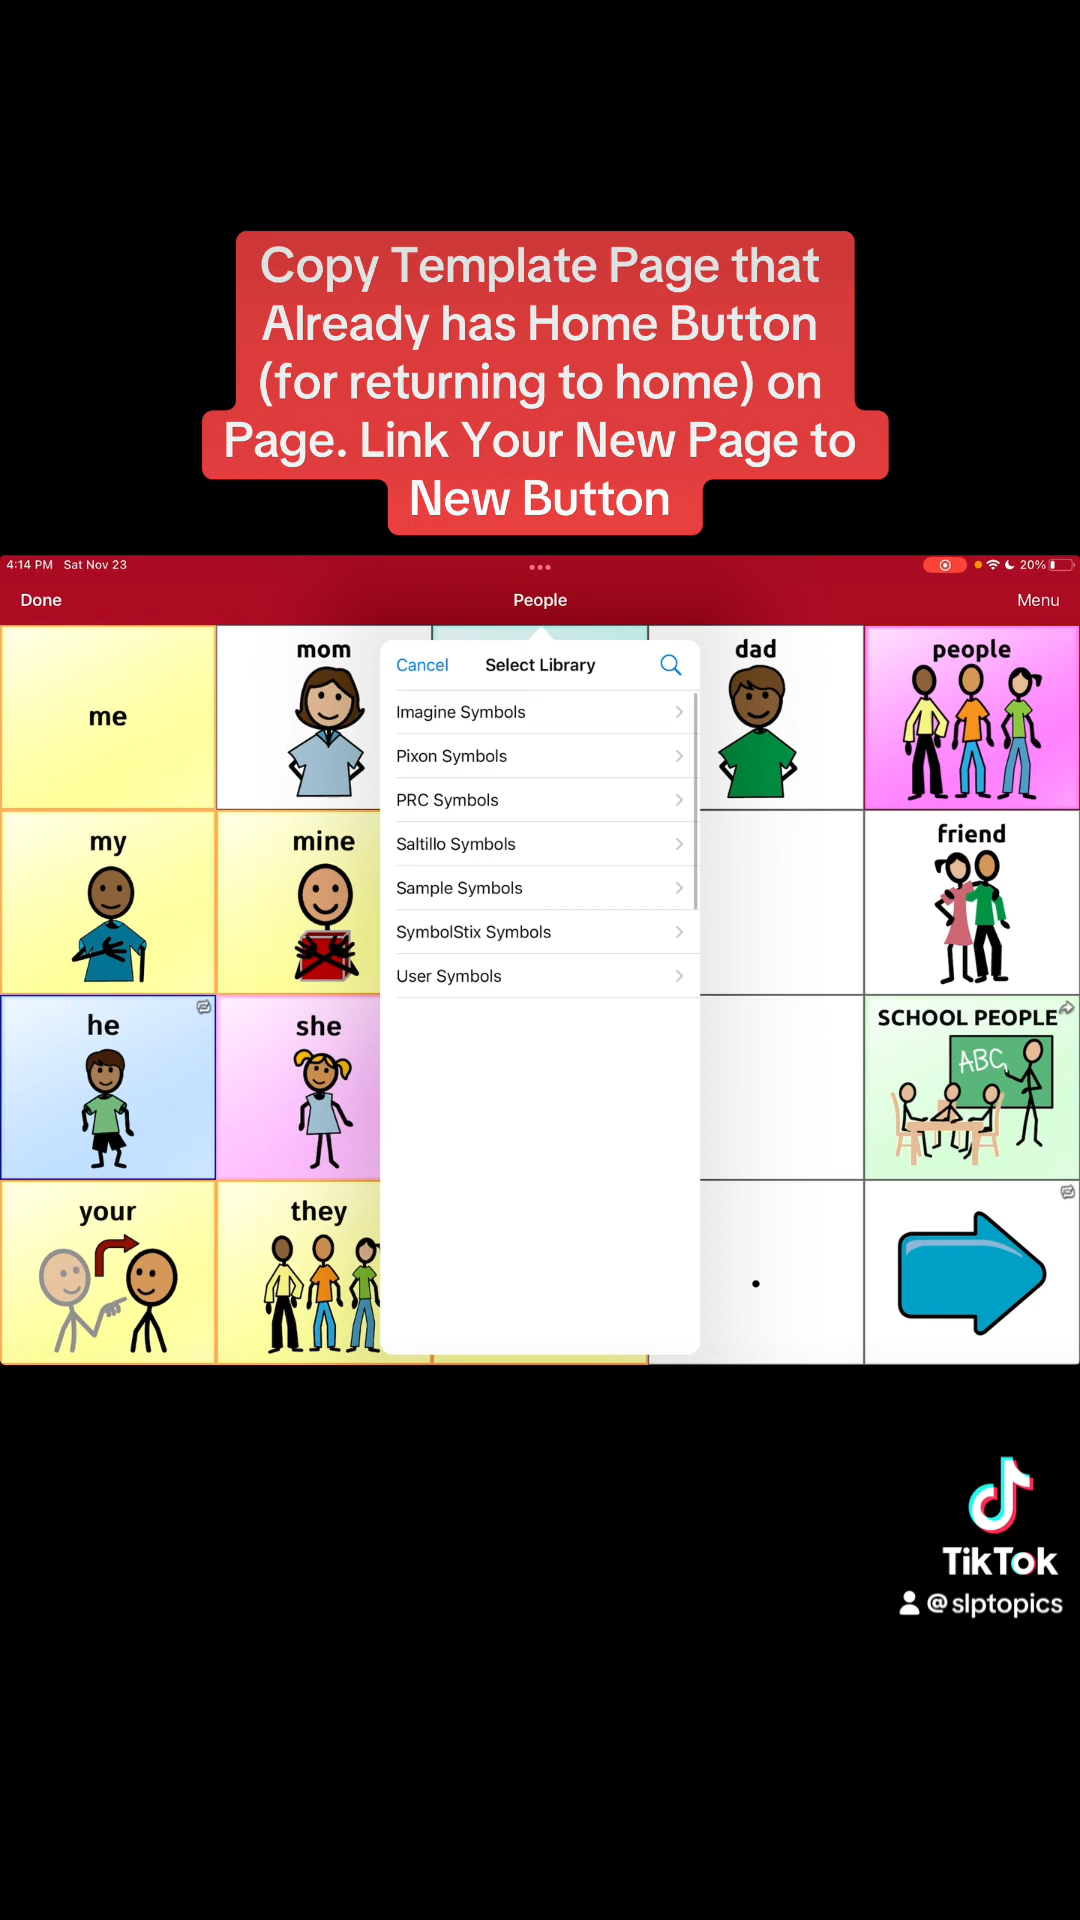 Copy Template Page that
Already has Home Button
(for returning to home) on
Page. Link Your New Page to
New Button
4:14 PM Sat Nov 23
20%
Done
People
Menu
me
mom
dad
people
Cancel
Select Library
Imagine Symbols
Pixon Symbols
PRC Symbols
Saltillo Symbols
Sample Symbols
SymbolStix Symbols
User Symbols
my
mine
friend
he
she
SCHOOL PEOPLE
ABC
your
they
.
TikTok
@slptopics